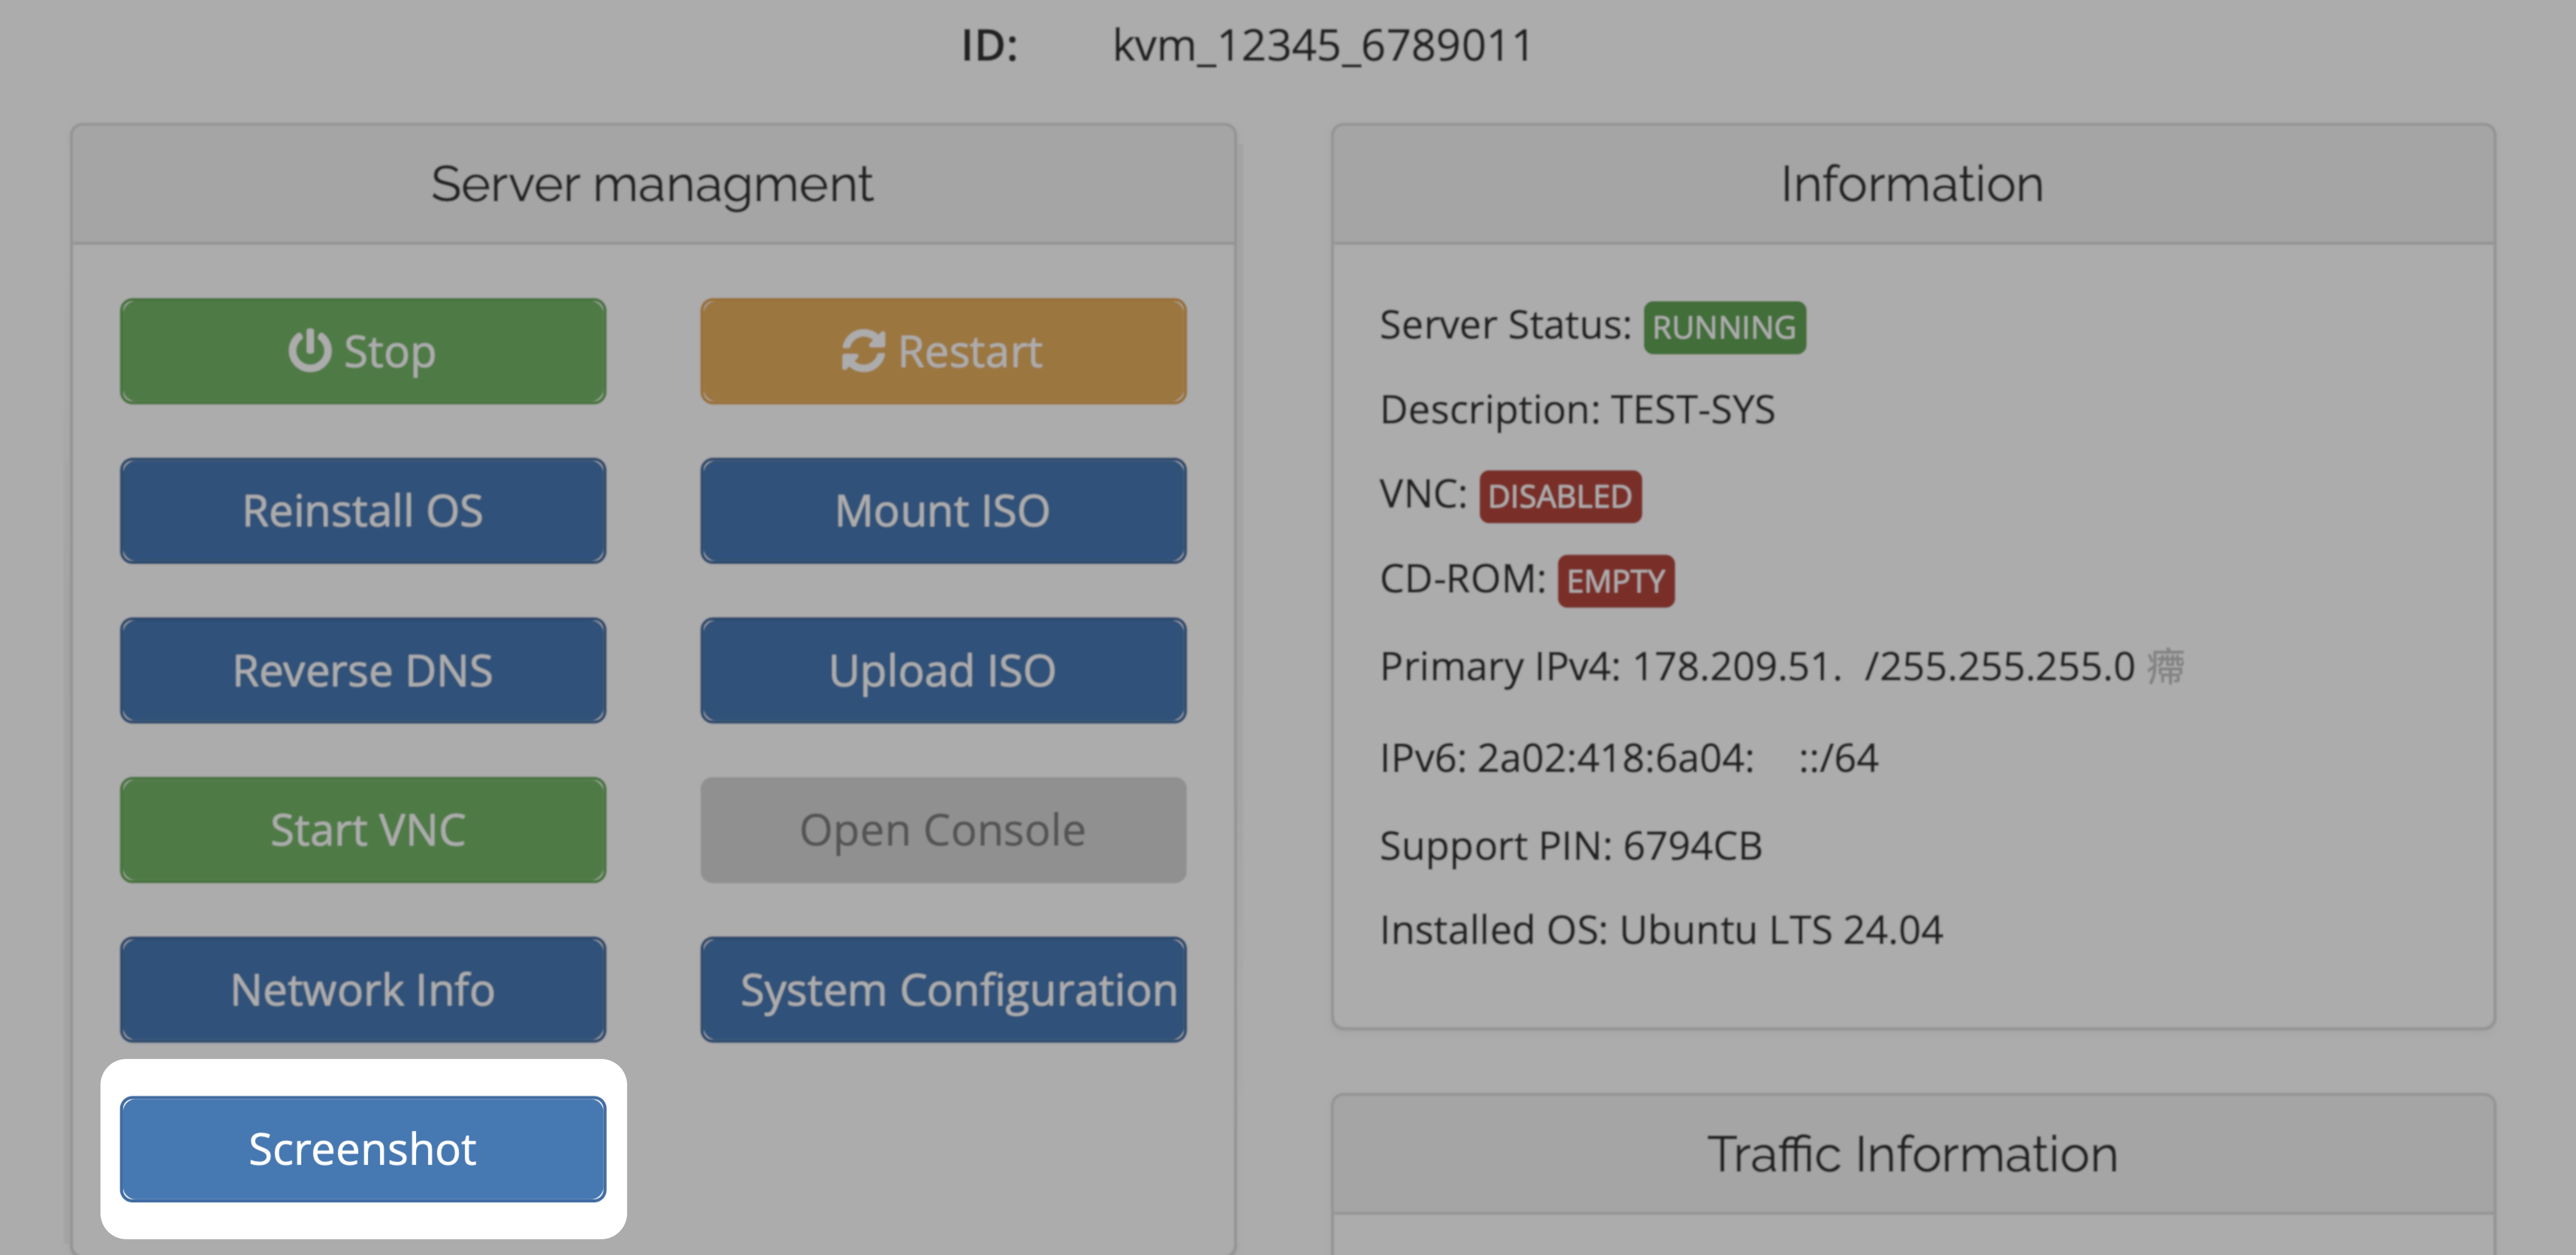 ID: kvm_12345_6789011
Server managment
Stop
Restart
Reinstall OS
Mount ISO
Reverse DNS
Upload ISO
Start VNC
Open Console
Network Info
System Configuration
Screenshot
Information
Server Status: RUNNING
Description: TEST-SYS
VNC: DISABLED
CD-ROM: EMPTY
Primary IPv4: 178.209.51. /255.255.255.0
IPv6: 2a02:418:6a04: ::/64
Support PIN: 6794CB
Installed OS: Ubuntu LTS 24.04
Traffic Information